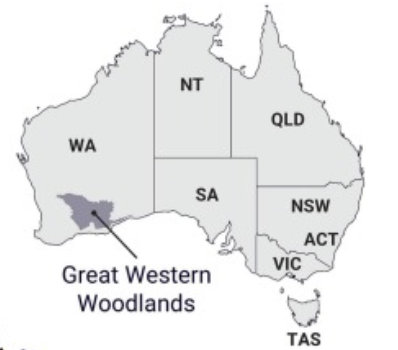 NT
QLD
WA
SA
NSW
ACT
VIC
Great Western
Woodlands
TAS